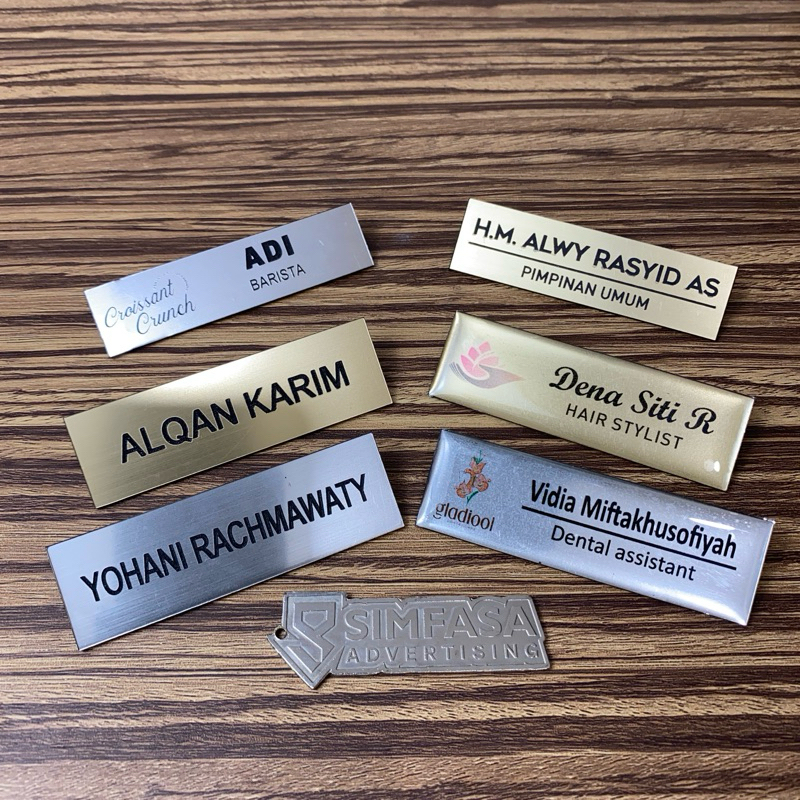 Croissant
Crunch
ADI
BARISTA
H.M. ALWY RASYID AS
PIMPINAN UMUM
ALQAN KARIM
Dena Siti R
HAIR STYLIST
YOHANI RACHMAWATY
gladiool
Vidia Miftakhusofiyah
Dental assistant
SIMFASA
ADVERTISING